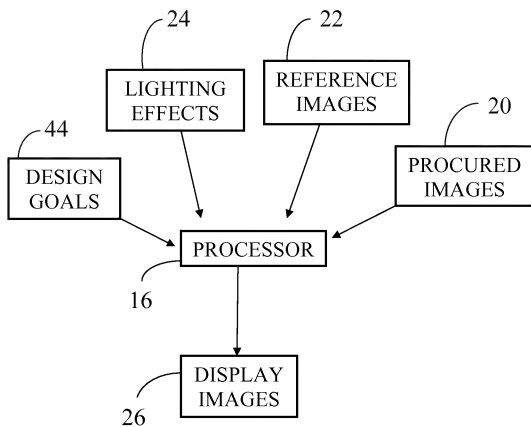 24
22
LIGHTING
EFFECTS
REFERENCE
IMAGES
44
20
DESIGN
GOALS
PROCURED
IMAGES
PROCESSOR
16
DISPLAY
IMAGES
26